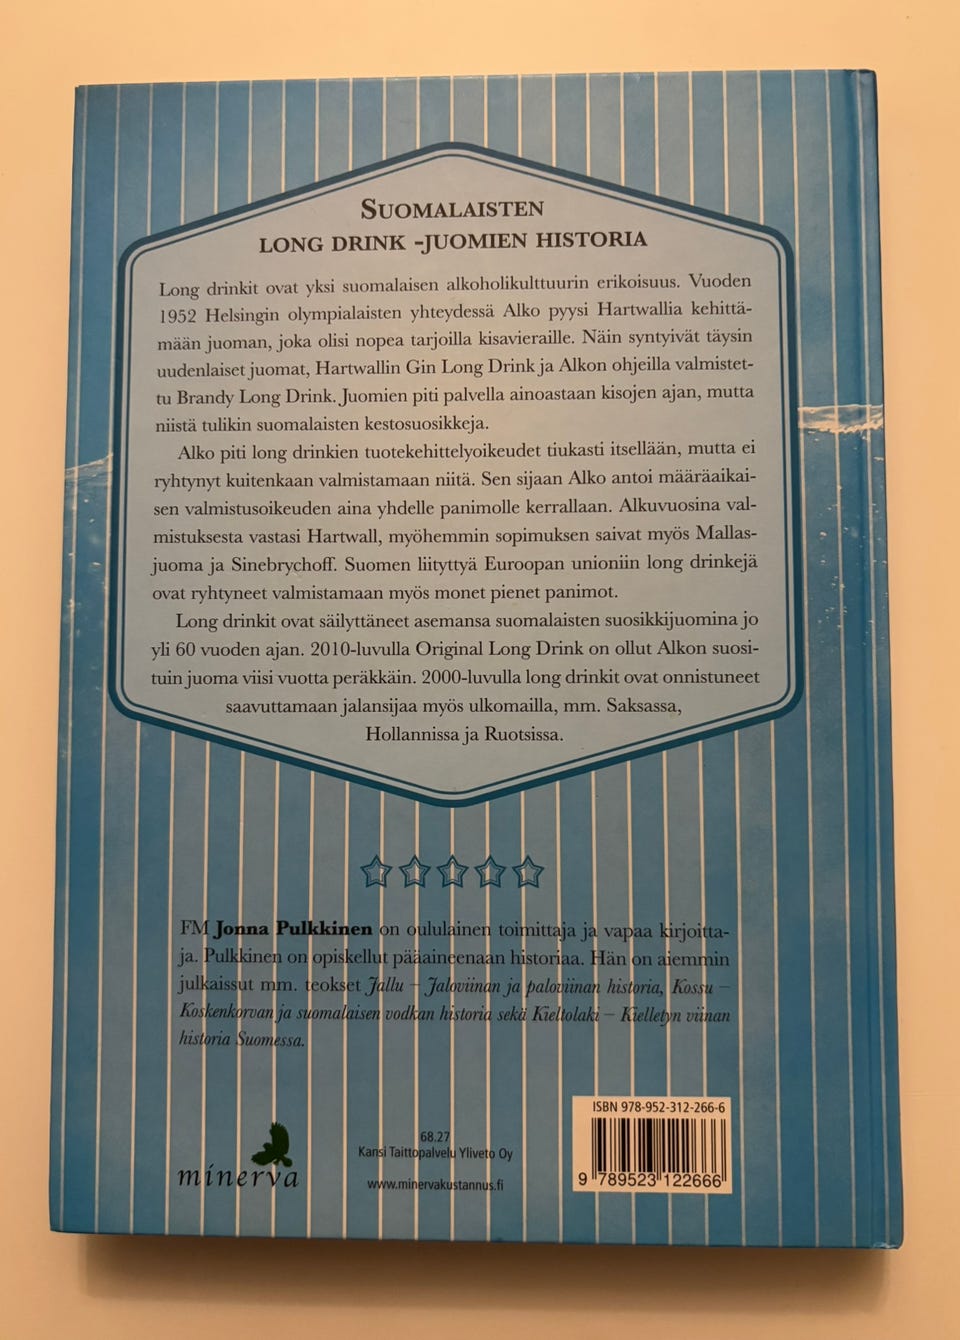 SUOMALAISTEN
LONG DRINK -JUOMIEN HISTORIA
Long drinkit ovat yksi suomalaisen alkoholikulttuurin erikoisuus. Vuoden
1952 Helsingin olympialaisten yhteydessä Alko pyysi Hartwallia kehittä-
mään juoman, joka olisi nopea tarjoilla kisavieraille. Näin syntyivät täysin
uudenlaiset juomat, Hartwallin Gin Long Drink ja Alkon ohjeilla valmistet-
tu Brandy Long Drink. Juomien piti palvella ainoastaan kisojen ajan, mutta
niistä tulikin suomalaisten kestosuosikkeja.
Alko piti long drinkien tuotekehittelyoikeudet tiukasti itsellään, mutta ei
ryhtynyt kuitenkaan valmistamaan niitä. Sen sijaan Alko antoi määräaikai-
sen valmistusoikeuden aina yhdelle panimolle kerrallaan. Alkuvuosina val-
mistuksesta vastasi Hartwall, myöhemmin sopimuksen saivat myös Mallas-
juoma ja Sinebrychoff. Suomen liityttyä Euroopan unioniin long drinkejä
ovat ryhtyneet valmistamaan myös monet pienet panimot.
Long drinkit ovat säilyttäneet asemansa suomalaisten suosikkijuomina jo
yli 60 vuoden ajan. 2010-luvulla Original Long Drink on ollut Alkon suosi-
tuin juoma viisi vuotta peräkkäin. 2000-luvulla long drinkit ovat onnistuneet
saavuttamaan jalansijaa myös ulkomailla, mm. Saksassa,
Hollannissa ja Ruotsissa.
FM Jonna Pulkkinen on oululainen toimittaja ja vapaa kirjoitta-
ja. Pulkkinen on opiskellut pääaineenaan historiaa. Hän on aiemmin
julkaissut mm. teokset Jallu – Jaloviinan ja paloviinan historia, Kossu –
Koskenkorvan ja suomalaisen vodkan historia sekä Kieltolaki – Kielletyn viinan
historia Suomessa.
minerva
68.27
Kansi Taittopalvelu Yliveto Oy
www.minervakustannus.fi
ISBN 978-952-312-266-6
9 789523 122666